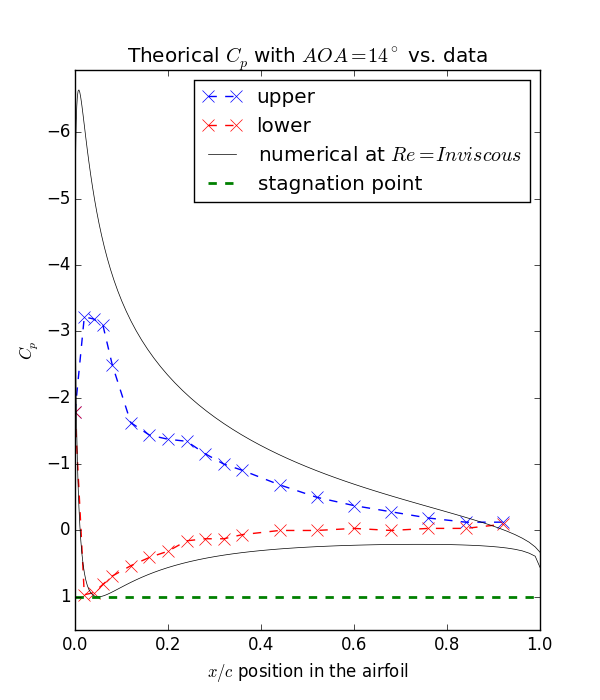 Theorical $C_p$ with $AOA=14^\circ$ vs. data
upper
lower
numerical at $Re=Inviscous$
stagnation point
−6
−5
−4
−3
−2
−1
0
1
$C_p$
0.0 0.2 0.4 0.6 0.8 1.0
$x/c$ position in the airfoil